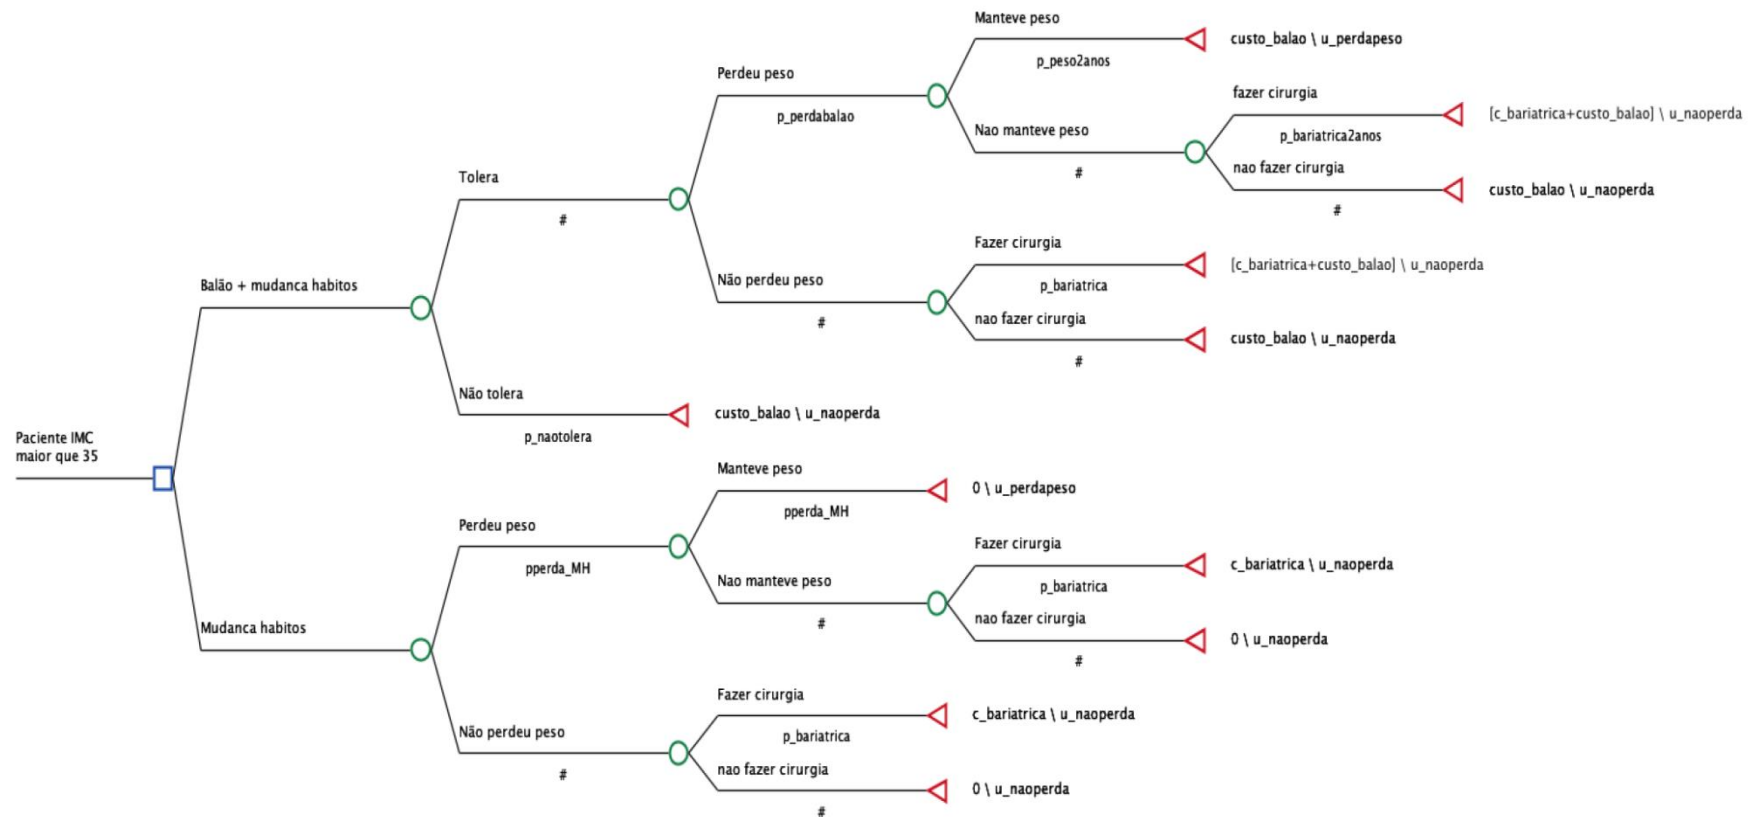 Manteve peso
custo_balao \ u_perdapeso
p_peso2anos
Perdeu peso
fazer cirurgia
p_perdabalao
[c_bariatrica+custo_balao] \ u_naoperda
Nao manteve peso
p_bariatrica2anos
#
nao fazer cirurgia
Tolera
custo_balao \ u_naoperda
#
#
Fazer cirurgia
[c_bariatrica+custo_balao] \ u_naoperda
Não perdeu peso
p_bariatrica
Balão + mudanca habitos
#
nao fazer cirurgia
custo_balao \ u_naoperda
#
Não tolera
custo_balao \ u_naoperda
p_naotolera
Paciente IMC
maior que 35
Manteve peso
0 \ u_perdapeso
pperda_MH
Perdeu peso
Fazer cirurgia
pperda_MH
c_bariatrica \ u_naoperda
Nao manteve peso
p_bariatrica
#
nao fazer cirurgia
Mudanca habitos
0 \ u_naoperda
#
Fazer cirurgia
c_bariatrica \ u_naoperda
Não perdeu peso
p_bariatrica
#
nao fazer cirurgia
0 \ u_naoperda
#